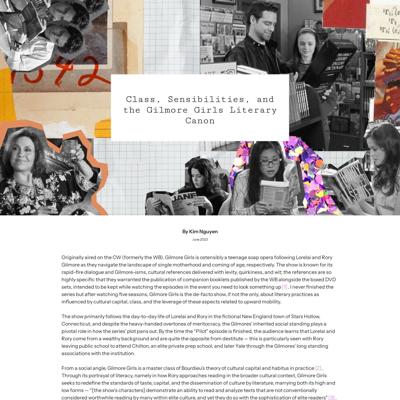 1542
Class, Sensibilities, and
the Gilmore Girls Literary
Canon
JANE
By Kim Nguyen
June 2023
Originally aired on the CW (formerly the WB), Gilmore Girls is ostensibly a teenage soap opera following Lorelai and Rory
Gilmore as they navigate the landscape of single motherhood and coming of age, respectively. The show is known for its
rapid-fire dialogue and Gilmore-isms, cultural references delivered with levity, quirkiness, and wit; the references are so
highly specific that they warranted the publication of companion booklets published by the WB alongside the boxed DVD
sets, intended to be kept while watching the episodes in the event you need to look something up [1]. I never finished the
series but after watching five seasons, Gilmore Girls is the de-facto show, if not the only, about literary practices as
influenced by cultural capital, class, and the leverage of these aspects related to upward mobility.
The show primarily follows the day-to-day life of Lorelai and Rory in the fictional New England town of Stars Hollow,
Connecticut, and despite the heavy-handed overtones of meritocracy, the Gilmores' inherited social standing plays a
pivotal role in how the series' plot pans out. By the time the "Pilot" episode is finished, the audience learns that Lorelai and
Rory come from a wealthy background and are quite the opposite from destitute — this is particularly seen with Rory
leaving public school to attend Chilton, an elite private prep school, and later Yale through the Gilmores' long standing
associations with the institution.
From a social angle, Gilmore Girls is a master class of Bourdieu's theory of cultural capital and habitus in practice [2].
Through its portrayal of literacy, namely in how Rory approaches reading in the broader cultural context, Gilmore Girls
seeks to redefine the standards of taste, capital, and the dissemination of culture by literature, marrying both its high and
low forms — "[the show's characters] demonstrate an ability to read and analyze texts that are not conventionally
considered worthwhile reading by many within elite culture, and yet they do so with the sophistication of elite readers" [3].